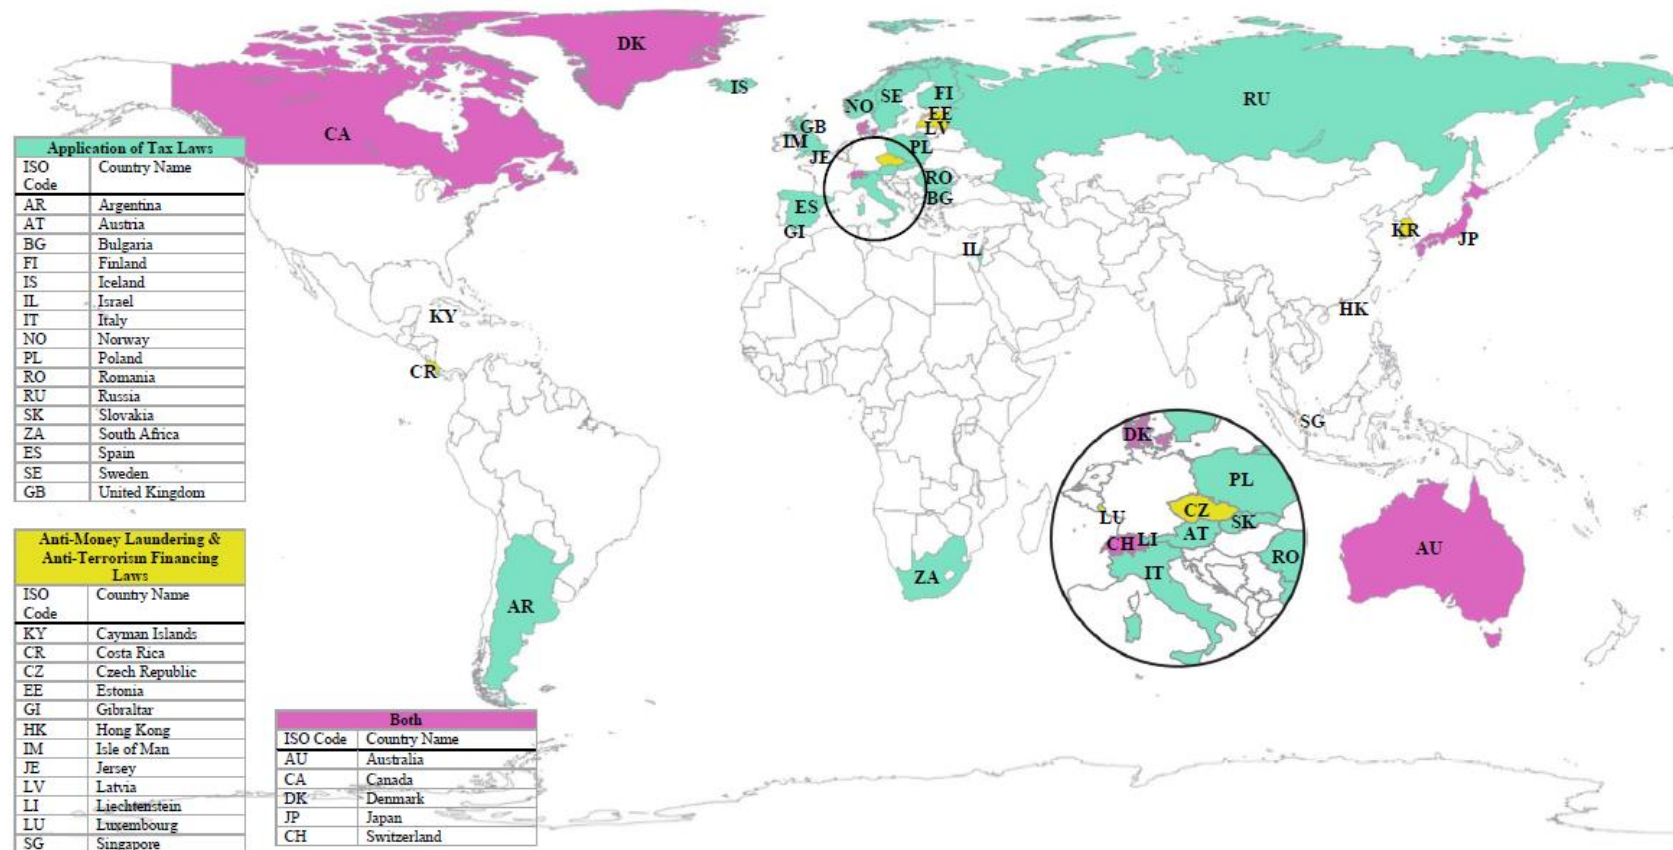 Application of Tax Laws
ISO Code Country Name
AR Argentina
AT Austria
BG Bulgaria
FI Finland
IS Iceland
IL Israel
IT Italy
NO Norway
PL Poland
RO Romania
RU Russia
SK Slovakia
ZA South Africa
ES Spain
SE Sweden
GB United Kingdom
Anti-Money Laundering &
Anti-Terrorism Financing
Laws
ISO Code Country Name
KY Cayman Islands
CR Costa Rica
CZ Czech Republic
EE Estonia
GI Gibraltar
HK Hong Kong
IM Isle of Man
JE Jersey
LV Latvia
LI Liechtenstein
LU Luxembourg
SG Singapore
Both
ISO Code Country Name
AU Australia
CA Canada
DK Denmark
JP Japan
CH Switzerland
DK
IS
CA
NO
SE
FI
EE
LV
RU
GB
IM
JE
PL
RO
BG
ES
GI
IL
KR
JP
HK
KY
CR
SG
ZA
AR
AU
DK
PL
LU
CZ
SK
CH
LI
AT
RO
IT